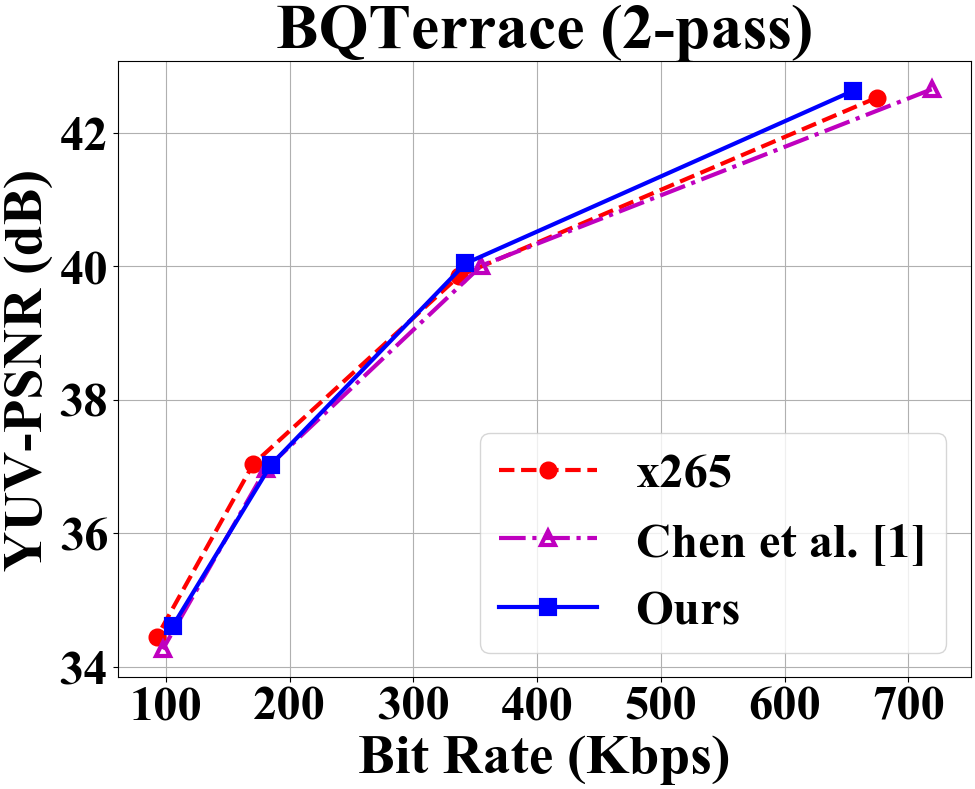 BQTerrace (2-pass)
YUV-PSNR (dB)
42
40
38
36
34
x265
Chen et al. [1]
Ours
100 200 300 400 500 600 700
Bit Rate (Kbps)